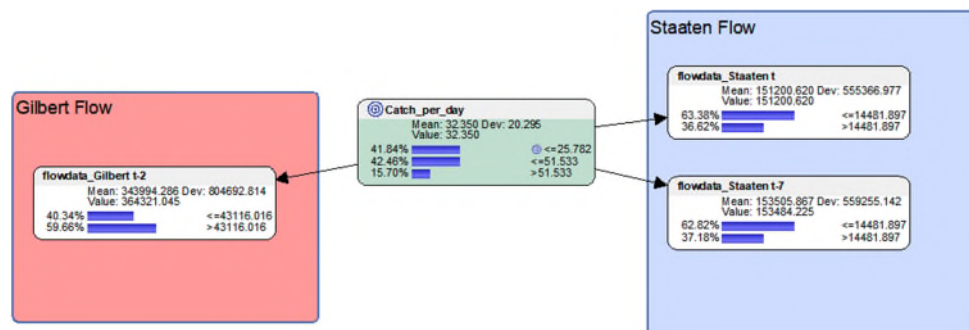 Staaten Flow
flowdata_Staaten t
Mean: 151200.620 Dev: 555366.977
Value: 151200.620
63.38% <=14481.897
36.62% >14481.897
Gilbert Flow
Catch_per_day
Mean: 32.350 Dev: 20.295
Value: 32.350
41.84% <=25.782
42.46% <=51.533
15.70% >51.533
flowdata_Gilbert t-2
Mean: 343994.286 Dev: 804692.814
Value: 364321.045
40.34% <=43116.016
59.66% >43116.016
flowdata_Staaten t-7
Mean: 153505.867 Dev: 559255.142
Value: 153484.225
62.82% <=14481.897
37.18% >14481.897